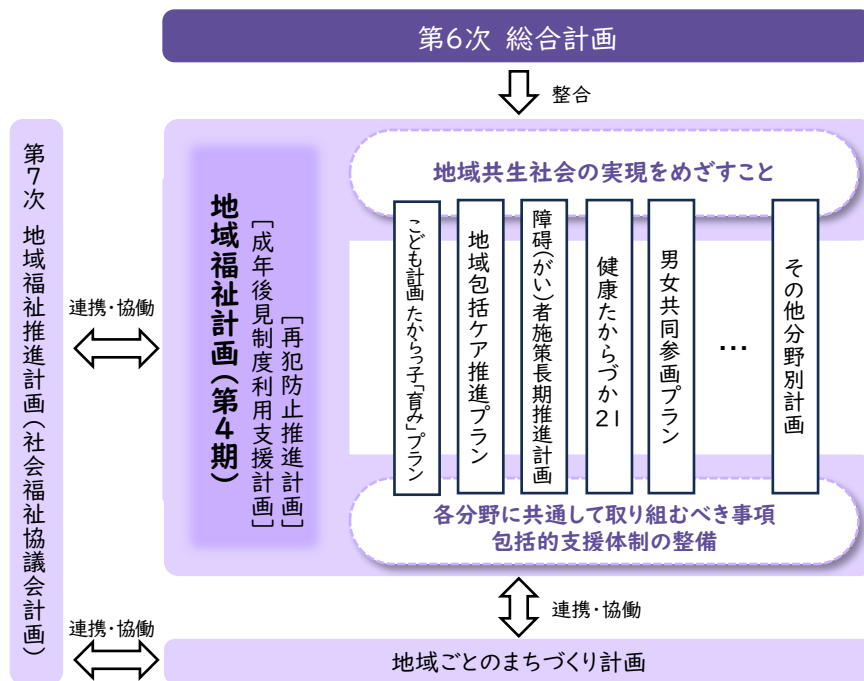 第6次 総合計画
整合
第7次 地域福祉推進計画(社会福祉協議会計画)
連携・協働
地域福祉計画(第4期)
[成年後見制度利用支援計画]
[再犯防止推進計画]
地域共生社会の実現をめざすこと
こども計画 たからっ子「育み」プラン
地域包括ケア推進プラン
障碍(がい)者施策長期推進計画
健康たからづか21
男女共同参画プラン
…
その他分野別計画
各分野に共通して取り組むべき事項
包括的支援体制の整備
連携・協働
連携・協働
地域ごとのまちづくり計画